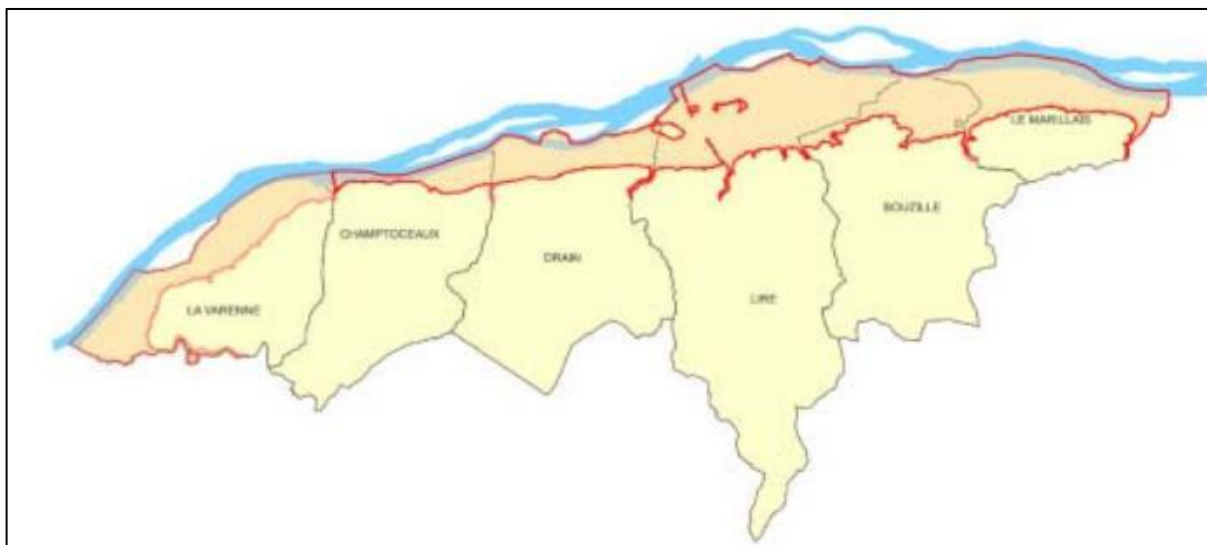 LE MARILLAIS
BOUZILLE
CHAMPTOCEAUX
DRAIN
LIRE
LA VARENNE